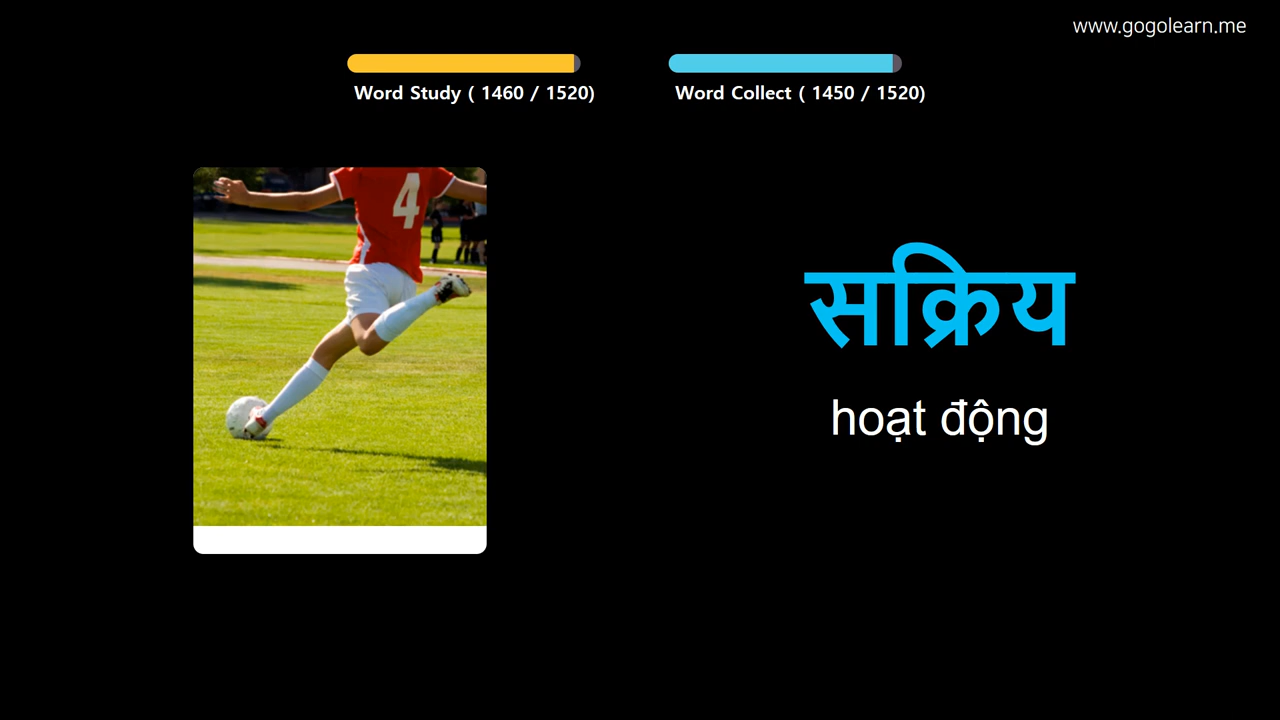 www.gogolearn.me
Word Study ( 1460 / 1520)
Word Collect ( 1450 / 1520)
4
सक्रिय
hoạt động